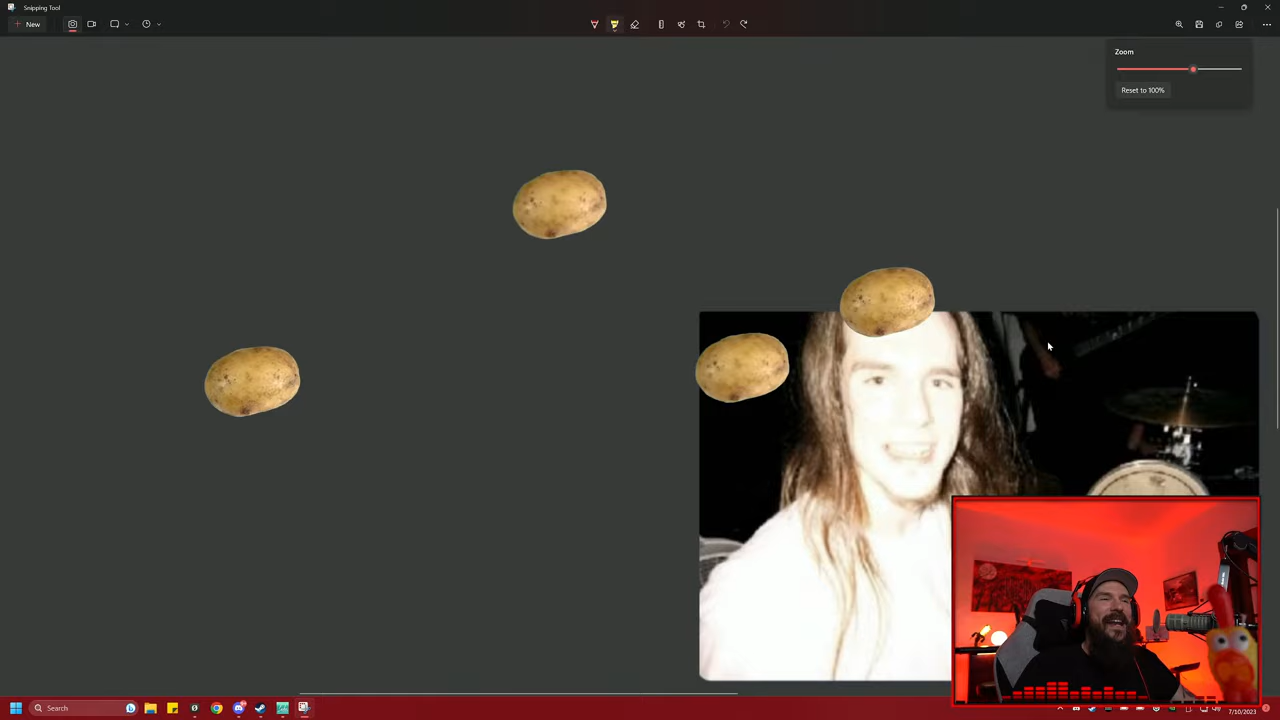 Snipping Tool
New
Zoom
Reset to 100%
Search
7/10/2023